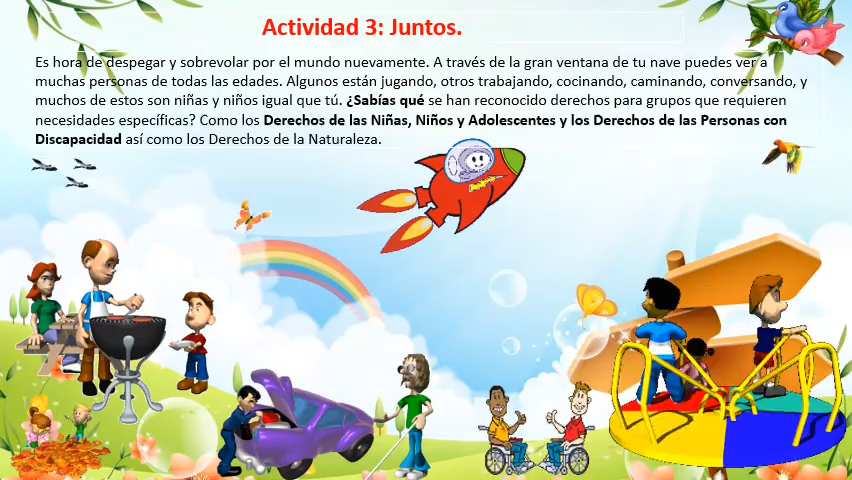 Actividad 3: Juntos.
Es hora de despegar y sobrevolar por el mundo nuevamente. A través de la gran ventana de tu nave puedes ver a
muchas personas de todas las edades. Algunos están jugando, otros trabajando, cocinando, caminando, conversando, y
muchos de estos son niñas y niños igual que tú. ¿Sabías qué se han reconocido derechos para grupos que requieren
necesidades específicas? Como los Derechos de las Niñas, Niños y Adolescentes y los Derechos de las Personas con
Discapacidad así como los Derechos de la Naturaleza.